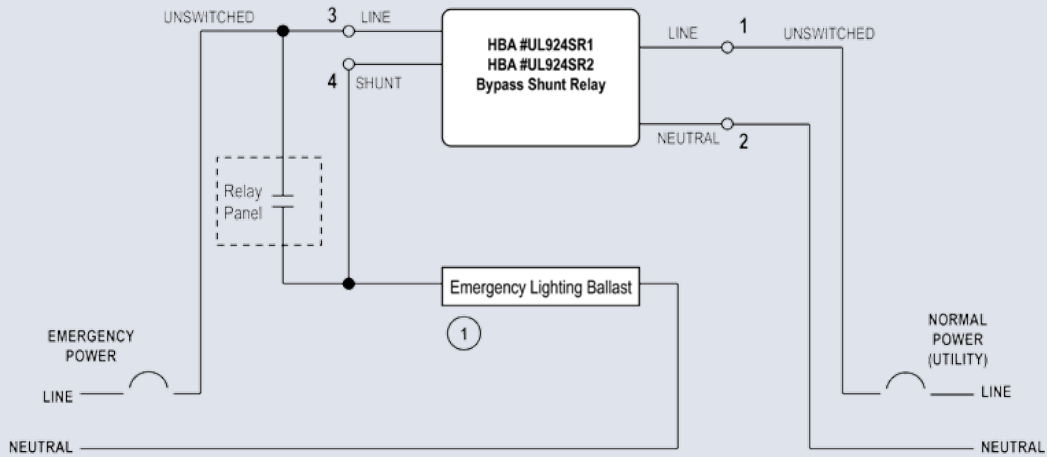 UNSWITCHED
3
LINE
4
SHUNT
HBA #UL924SR1
HBA #UL924SR2
Bypass Shunt Relay
LINE
1
UNSWITCHED
NEUTRAL
2
Relay
Panel
Emergency Lighting Ballast
1
EMERGENCY
POWER
LINE
NEUTRAL
NORMAL
POWER
(UTILITY)
LINE
NEUTRAL